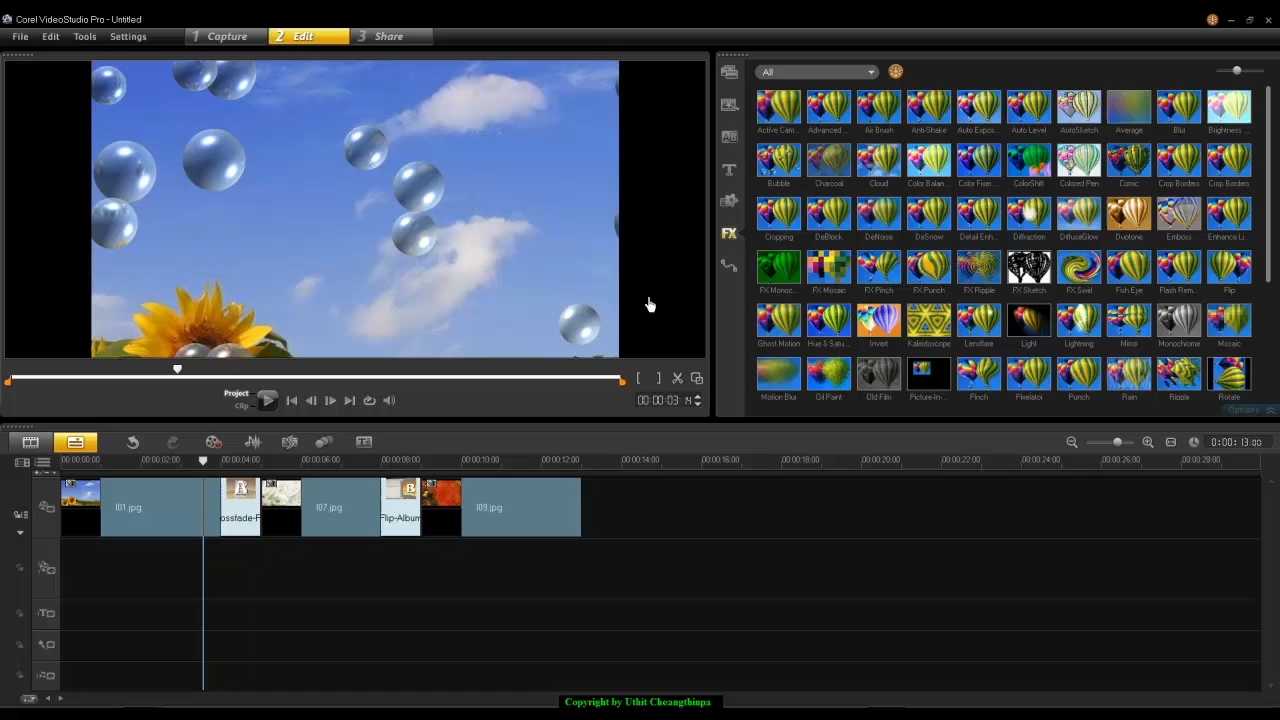 Corel VideoStudio Pro - Untitled
File Edit Tools Settings 1 Capture 2 Edit 3 Share
All
Active Cam... Advanced ... Air Brush Anti-Shake Auto Expos... Auto Level AutoSketch Average Blur Brightness ...
Bubble Charcoal Cloud Color Balan... Color Fixer... ColorShift Colored Pen Comic Crop Borders Crop Borders
Cropping DeBlock DeNoise DeSnow Detail Enh... Diffraction DiffuseGlow Duotone Emboss Enhance Li...
FX Monoc... FX Mosaic FX Pinch FX Punch FX Ripple FX Sketch FX Swirl Fish Eye Flash Rem... Flip
Ghost Motion Hue & Satu... Invert Kaleidoscope Lensflare Light Lightning Mirror Monochrome Mosaic
Motion Blur Oil Paint Old Film Picture-In-... Pinch Pixelator Punch Rain Ripple Rotate
FX
Options
Project
Clip
[ ]
00:00:03 14
0:00:13:00
00:00:00:00 00:00:02:00 00:00:04:00 00:00:06:00 00:00:08:00 00:00:10:00 00:00:12:00 00:00:14:00 00:00:16:00 00:00:18:00 00:00:20:00 00:00:22:00 00:00:24:00 00:00:26:00 00:00:28:00
I01.jpg A ossfade-F I07.jpg B Flip-Album I09.jpg
Copyright by Uthit Cheangthinpa